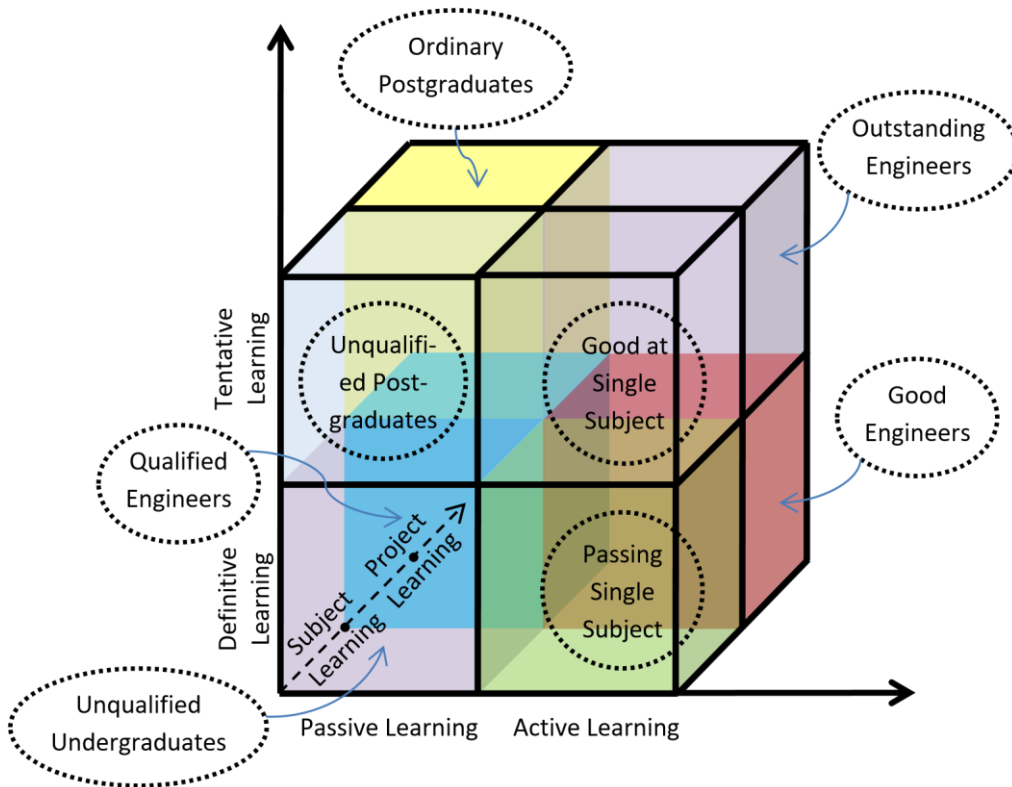 Ordinary
Postgraduates
Outstanding
Engineers
Tentative
Learning
Unqualifi-
ed Post-
graduates
Good at
Single
Subject
Good
Engineers
Qualified
Engineers
Definitive
Learning
Subject
Learning
Project
Learning
Passing
Single
Subject
Unqualified
Undergraduates
Passive Learning
Active Learning